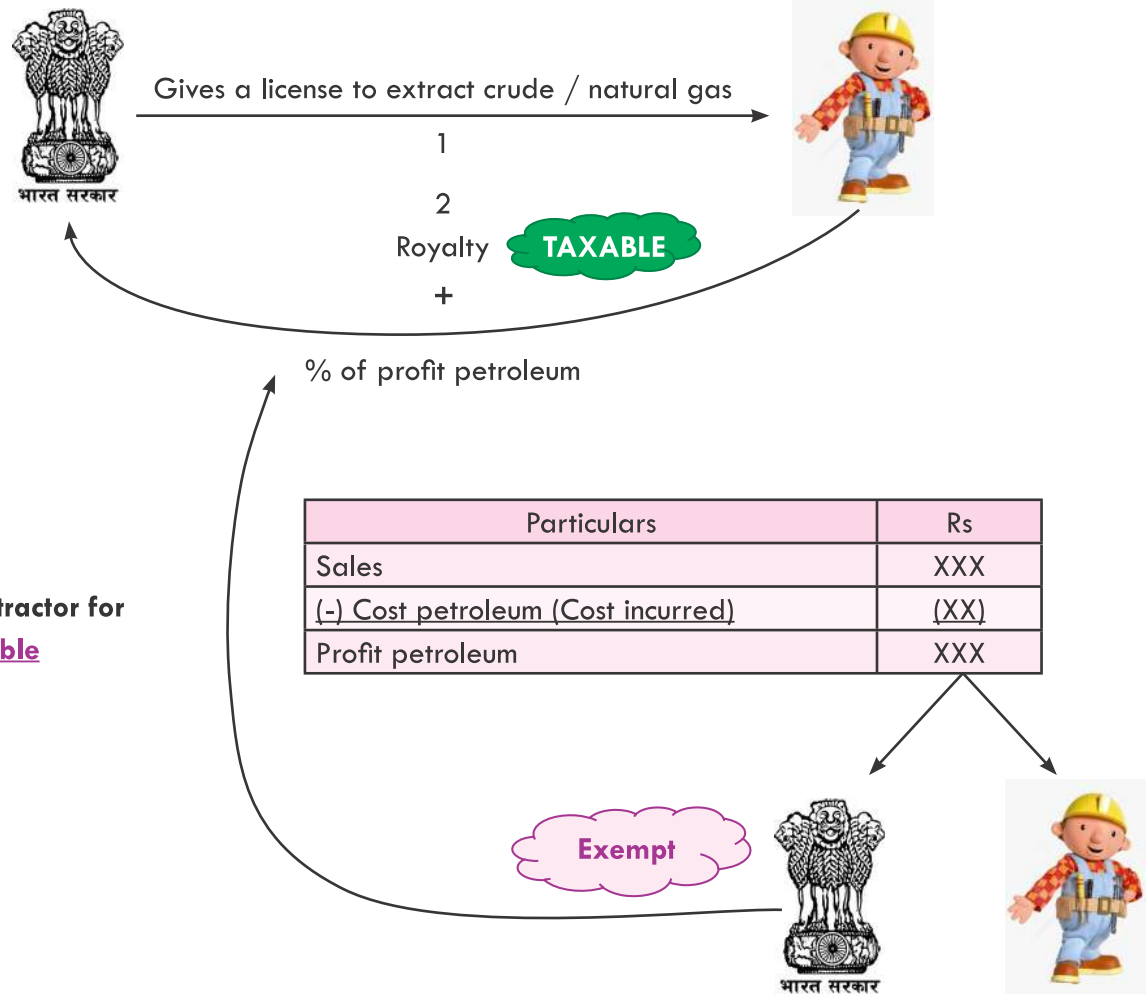 Gives a license to extract crude / natural gas
1
भारत सरकार
2
Royalty TAXABLE
+
% of profit petroleum
Particulars Rs
Sales XXX
(-) Cost petroleum (Cost incurred) (XX)
Profit petroleum XXX
tractor for
ble
Exempt
भारत सरकार